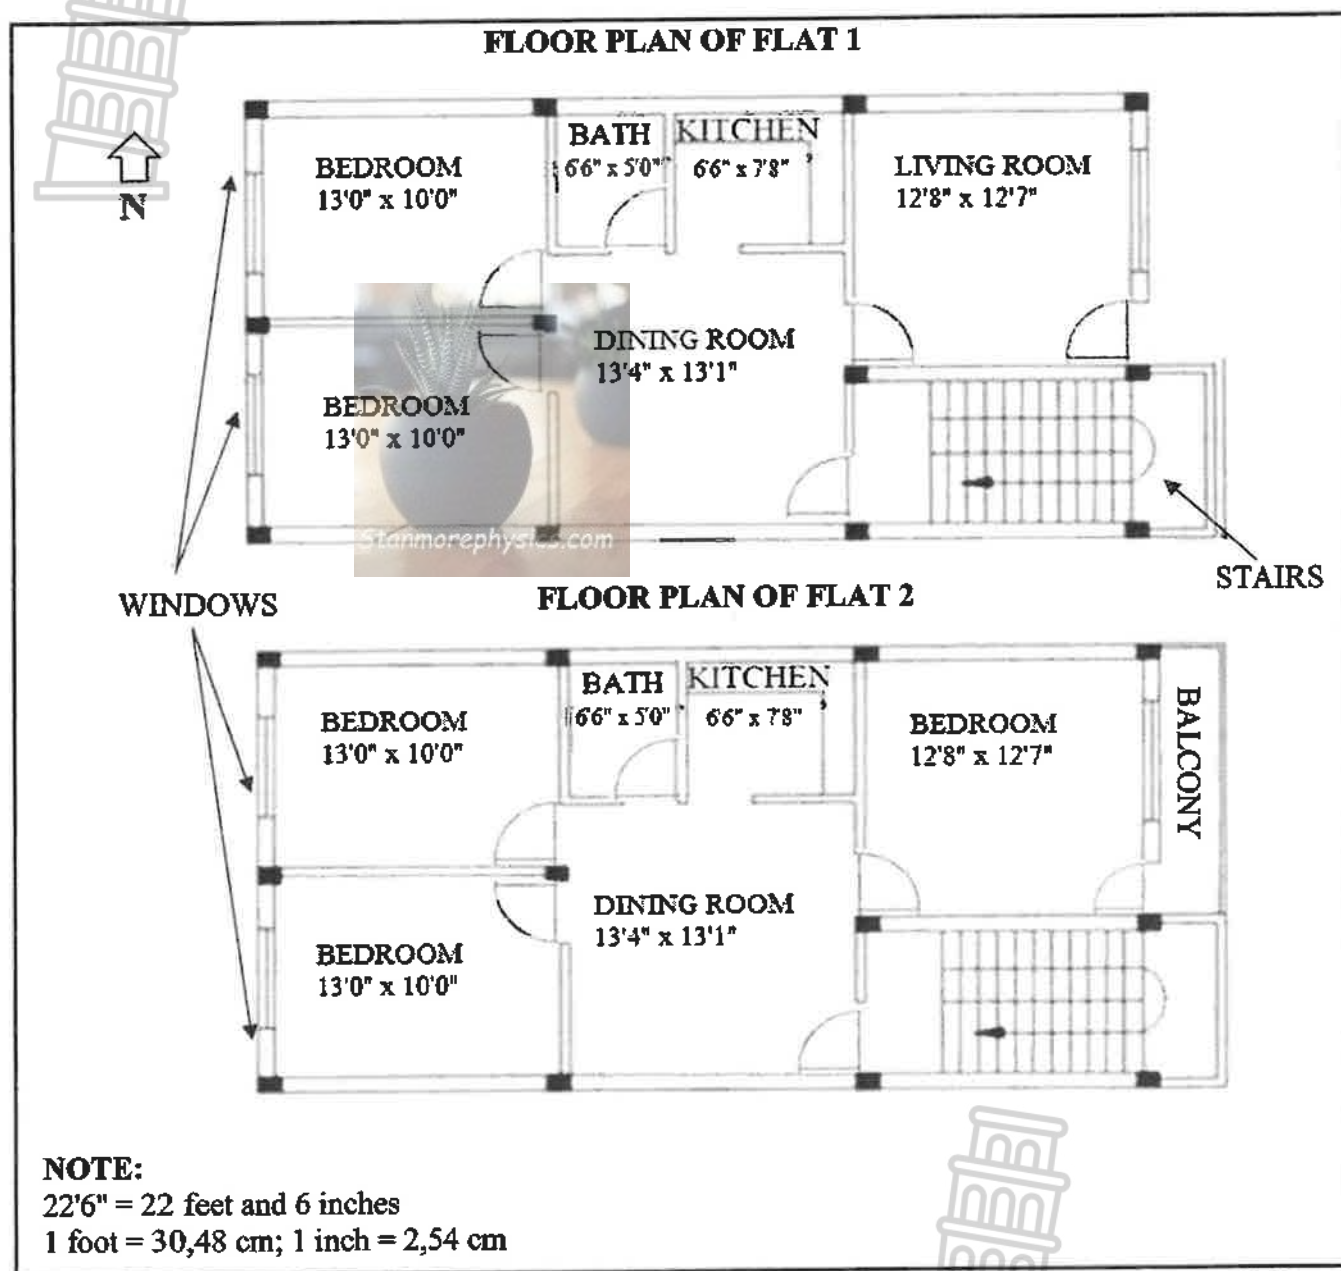 FLOOR PLAN OF FLAT 1
N
BEDROOM
13'0" x 10'0"
BATH
6'6" x 5'0"
KITCHEN
6'6" x 7'8"
LIVING ROOM
12'8" x 12'7"
DINING ROOM
13'4" x 13'1"
BEDROOM
13'0" x 10'0"
Stanmorephysics.com
STAIRS
WINDOWS
FLOOR PLAN OF FLAT 2
BEDROOM
13'0" x 10'0"
BATH
6'6" x 5'0"
KITCHEN
6'6" x 7'8"
BEDROOM
12'8" x 12'7"
BALCONY
DINING ROOM
13'4" x 13'1"
BEDROOM
13'0" x 10'0"
NOTE:
22'6" = 22 feet and 6 inches
1 foot = 30,48 cm; 1 inch = 2,54 cm